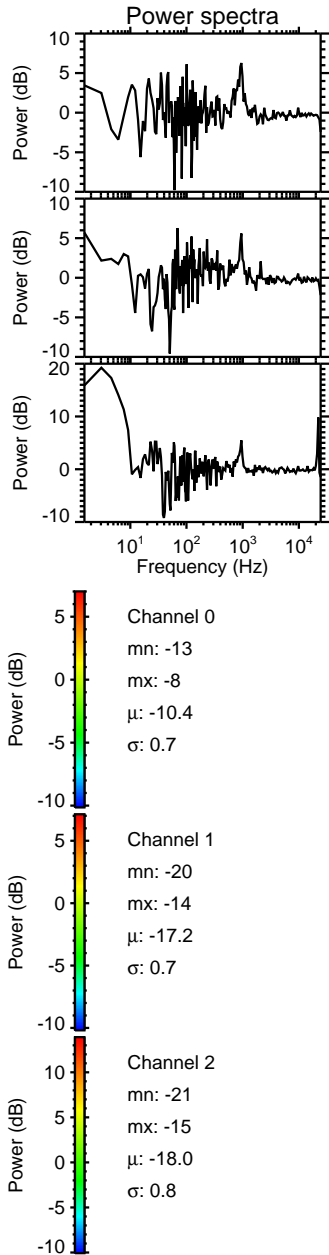 Power spectra
10
5
0
-5
-10
Power (dB)
10
5
0
-5
-10
Power (dB)
20
10
0
-10
Power (dB)
10¹ 10² 10³ 10⁴
Frequency (Hz)
5
0
-5
-10
Power (dB)
Channel 0
mn: -13
mx: -8
μ: -10.4
σ: 0.7
5
0
-5
-10
Power (dB)
Channel 1
mn: -20
mx: -14
μ: -17.2
σ: 0.7
10
5
0
-5
-10
Power (dB)
Channel 2
mn: -21
mx: -15
μ: -18.0
σ: 0.8